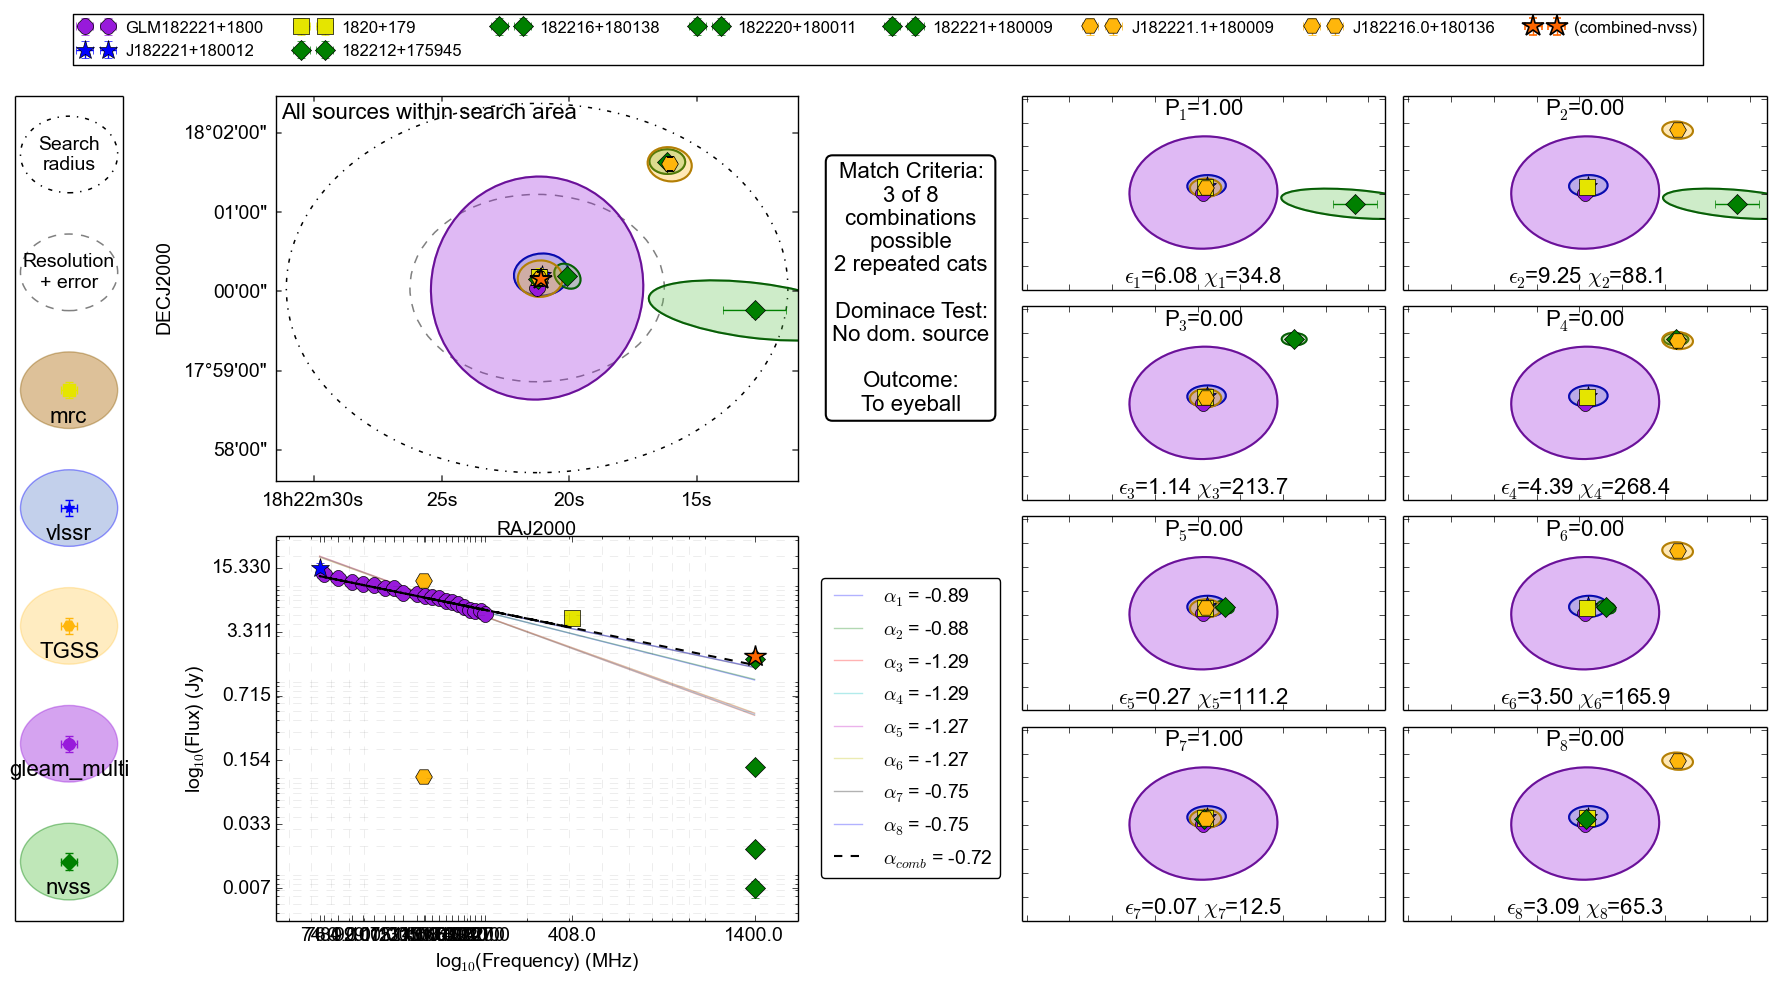 GLM182221+1800
1820+179
182216+180138
182220+180011
182221+180009
J182221.1+180009
J182216.0+180136
(combined-nvss)
J182221+180012
182212+175945
Search
radius
Resolution
+ error
mrc
vlssr
TGSS
gleam_multi
nvss
All sources within search area
18°02'00"
01'00"
00'00"
17°59'00"
58'00"
DECJ2000
18h22m30s
25s
20s
15s
RAJ2000
Match Criteria:
3 of 8
combinations
possible
2 repeated cats
Dominace Test:
No dom. source
Outcome:
To eyeball
15.330
3.311
0.715
0.154
0.033
0.007
log₁₀(Flux) (Jy)
408.0
1400.0
log₁₀(Frequency) (MHz)
α₁ = -0.89
α₂ = -0.88
α₃ = -1.29
α₄ = -1.29
α₅ = -1.27
α₆ = -1.27
α₇ = -0.75
α₈ = -0.75
α_comb = -0.72
P₁=1.00
ϵ₁=6.08 χ₁=34.8
P₂=0.00
ϵ₂=9.25 χ₂=88.1
P₃=0.00
ϵ₃=1.14 χ₃=213.7
P₄=0.00
ϵ₄=4.39 χ₄=268.4
P₅=0.00
ϵ₅=0.27 χ₅=111.2
P₆=0.00
ϵ₆=3.50 χ₆=165.9
P₇=1.00
ϵ₇=0.07 χ₇=12.5
P₈=0.00
ϵ₈=3.09 χ₈=65.3